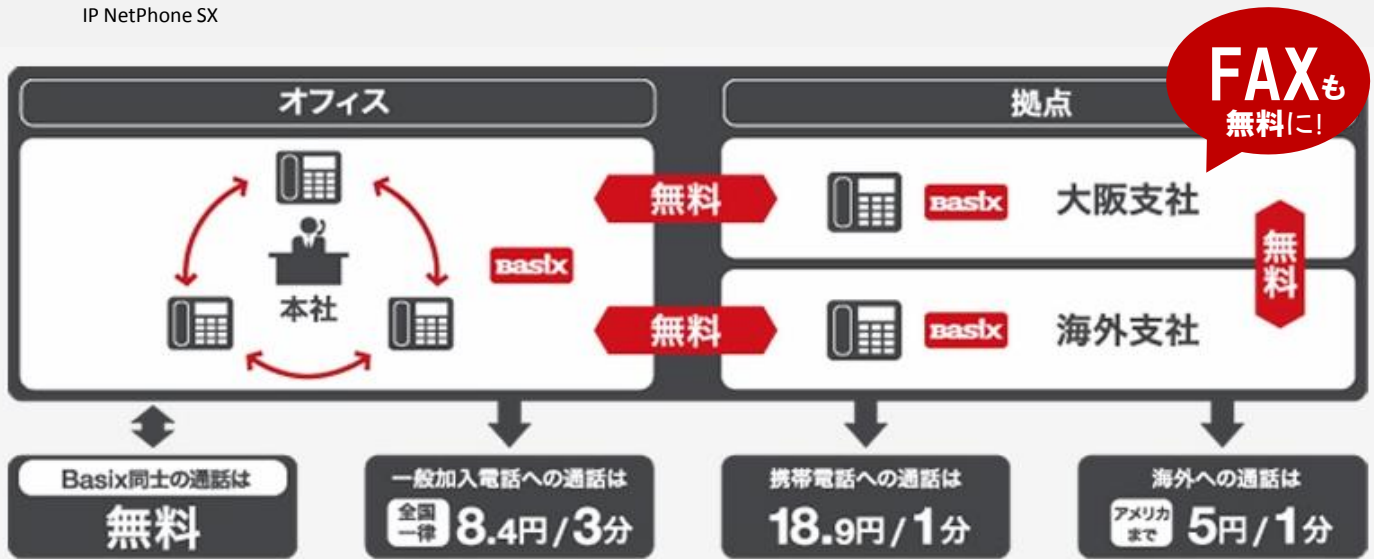 IP NetPhone SX
FAXも
無料に!
オフィス
拠点
無料
Basix
大阪支社
無料
本社
Basix
無料
Basix
海外支社
Basix同士の通話は
無料
一般加入電話への通話は
全国
一律
8.4円/3分
携帯電話への通話は
18.9円/1分
海外への通話は
アメリカ
まで
5円/1分